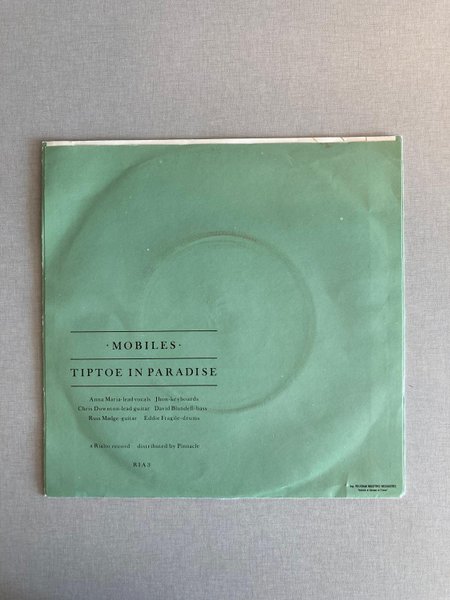 ·MOBILES·
TIPTOE IN PARADISE
Anna Maria-lead vocals Jhon-keyboards
Chris Downton-lead guitar David Blundell-bass
Russ Madge-guitar Eddie Fragile-drums
a Rialto record distributed by Pinnacle
RIA 3